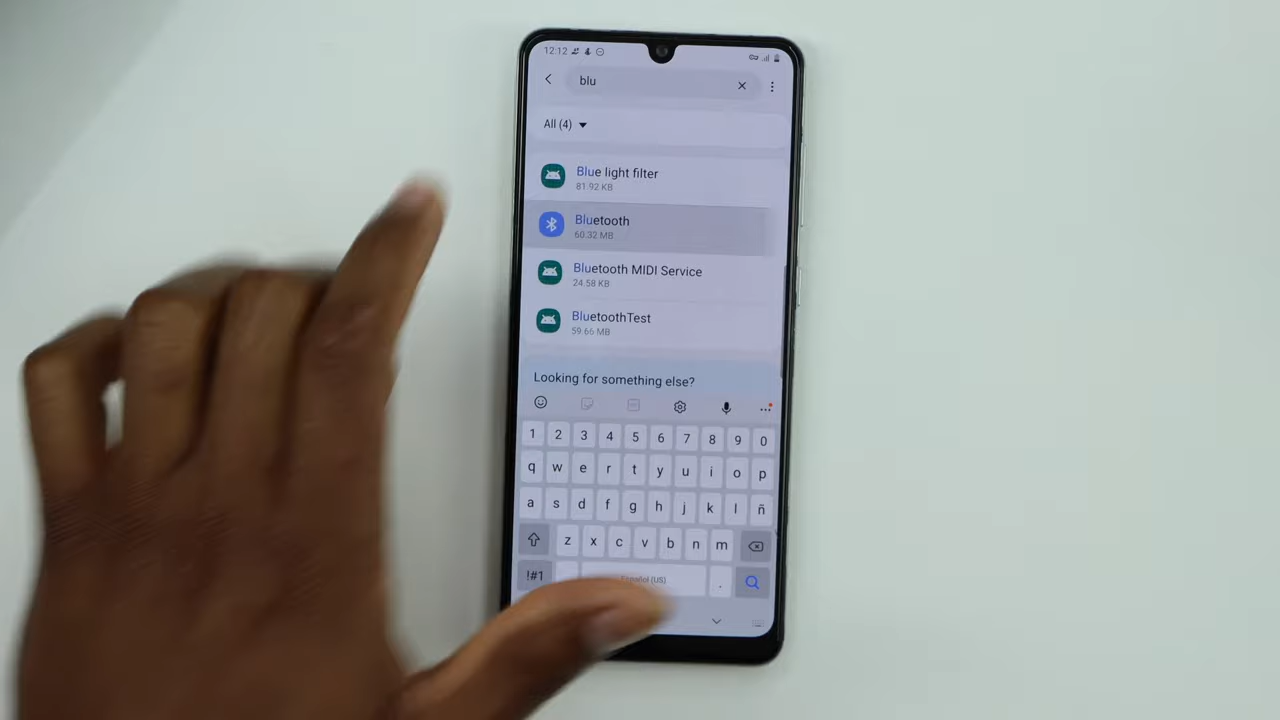 12:12
blu
All (4)
Blue light filter
81.92 KB
Bluetooth
60.32 MB
Bluetooth MIDI Service
24.58 KB
BluetoothTest
59.66 MB
Looking for something else?
1 2 3 4 5 6 7 8 9 0
q w e r t y u i o p
a s d f g h j k l ñ
z x c v b n m
!#1 Español (US) .